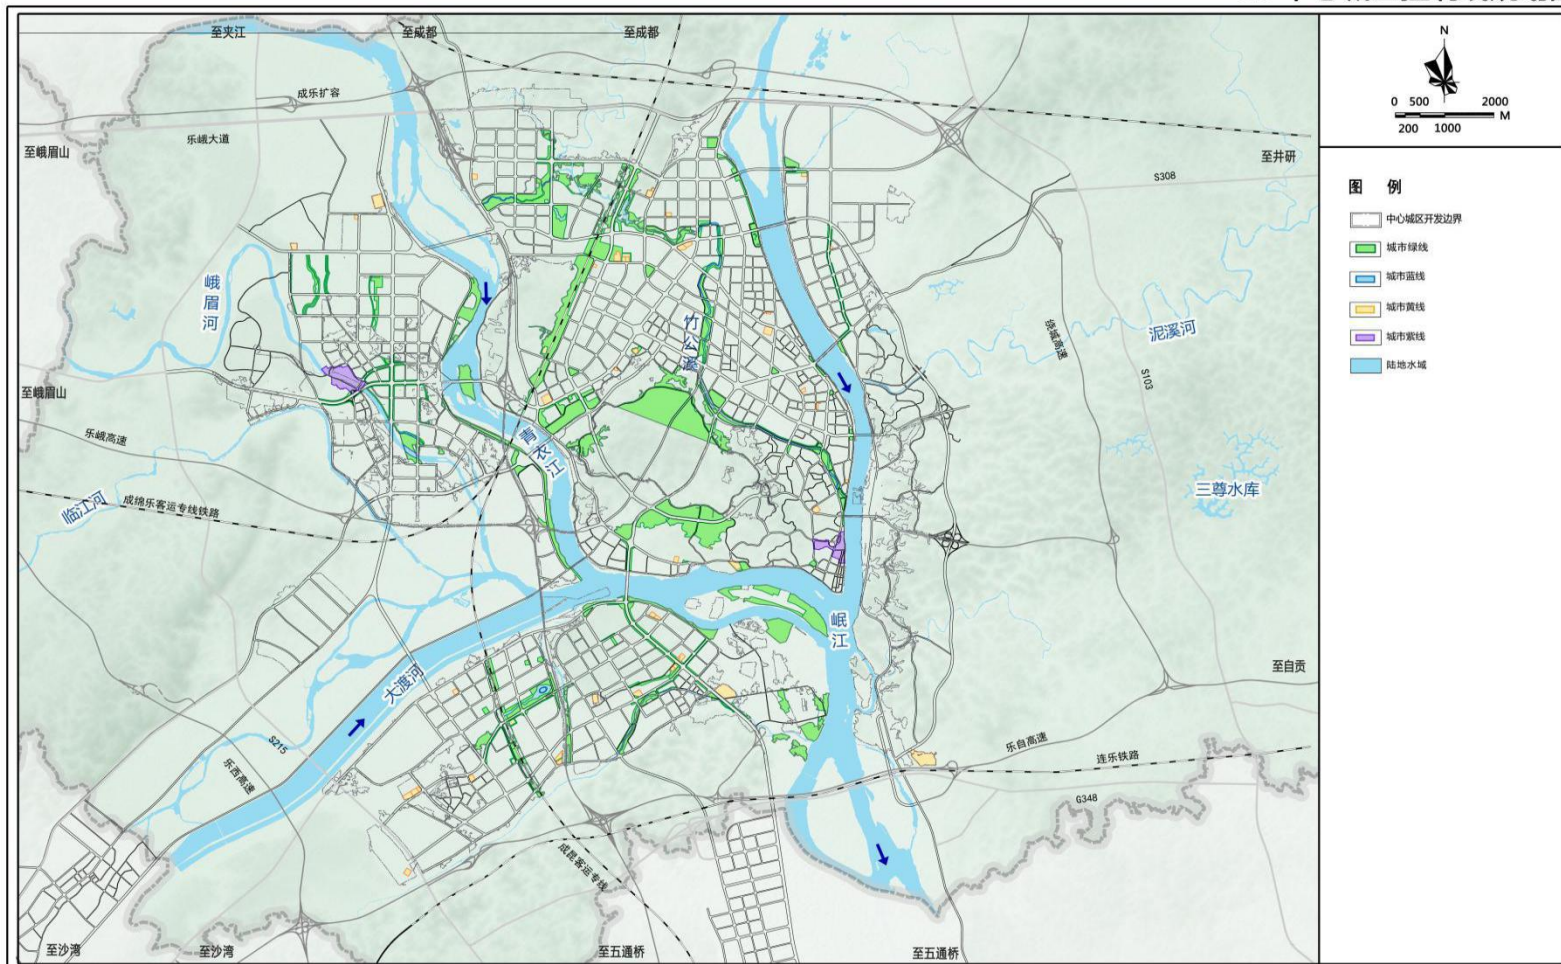 至夹江
至成都
至成都
成乐扩容
乐峨大道
至峨眉山
至井研
S308
峨眉河
竹公溪
绕城高速
泥溪河
S103
至峨眉山
乐峨高速
青衣江
临江河
成绵乐客运专线铁路
三尊水库
岷江
大渡河
至自贡
S215
乐西高速
乐自高速
连乐铁路
G348
成昆客运专线
至沙湾
至沙湾
至五通桥
至五通桥
N
0 500 2000
M
200 1000
图 例
中心城区开发边界
城市绿线
城市蓝线
城市黄线
城市紫线
陆地水域